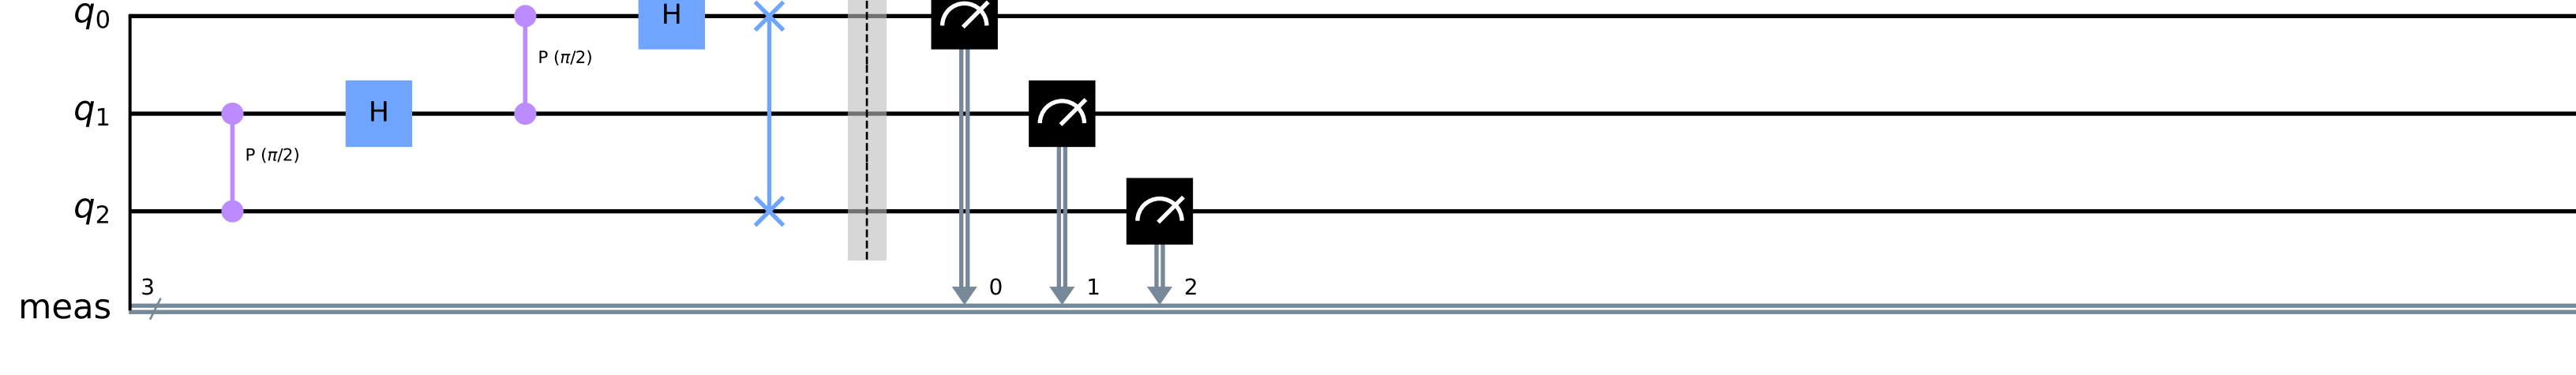 q0 H
P (π/2)
q1 H
P (π/2)
q2
3 0 1 2
meas